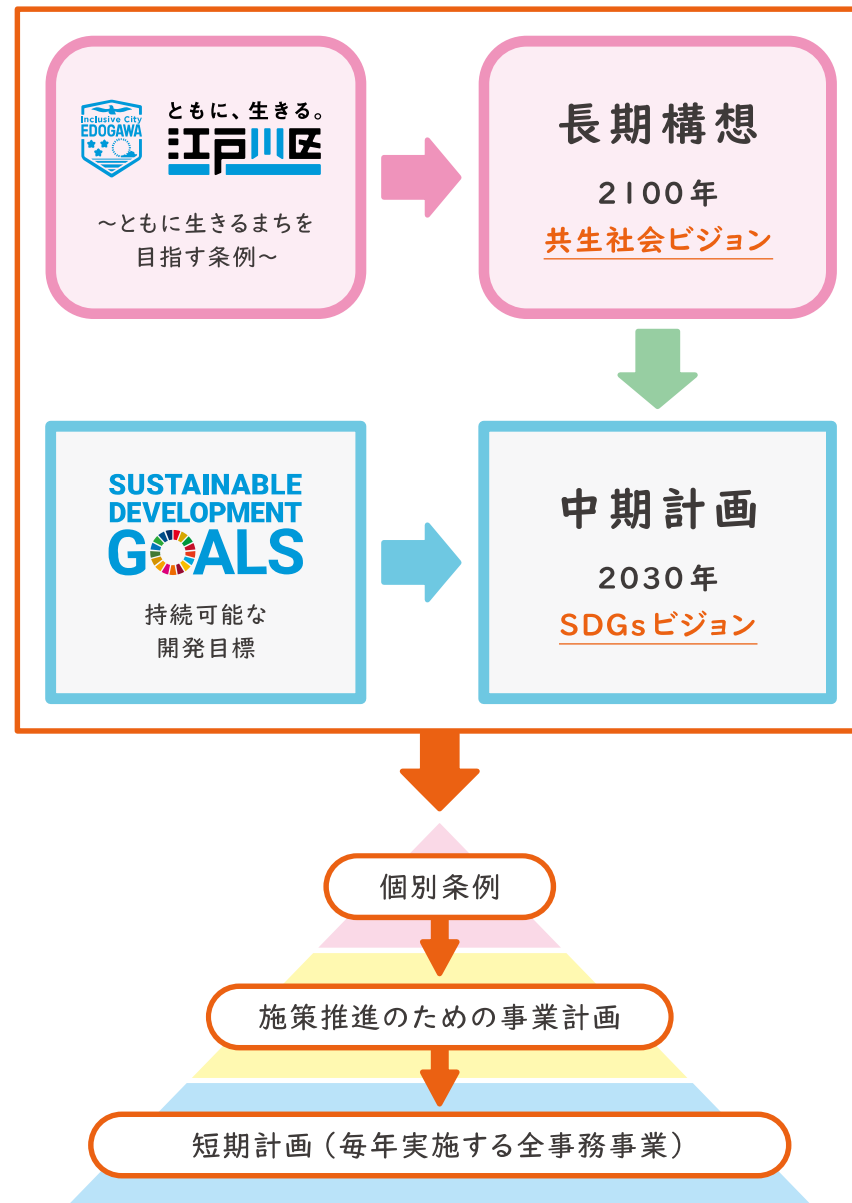 Inclusive City
EDOGAWA
ともに、生きる。
江戸川区
～ともに生きるまちを
目指す条例～
長期構想
2100年
共生社会ビジョン
SUSTAINABLE
DEVELOPMENT
GOALS
持続可能な
開発目標
中期計画
2030年
SDGsビジョン
個別条例
施策推進のための事業計画
短期計画（毎年実施する全事務事業）